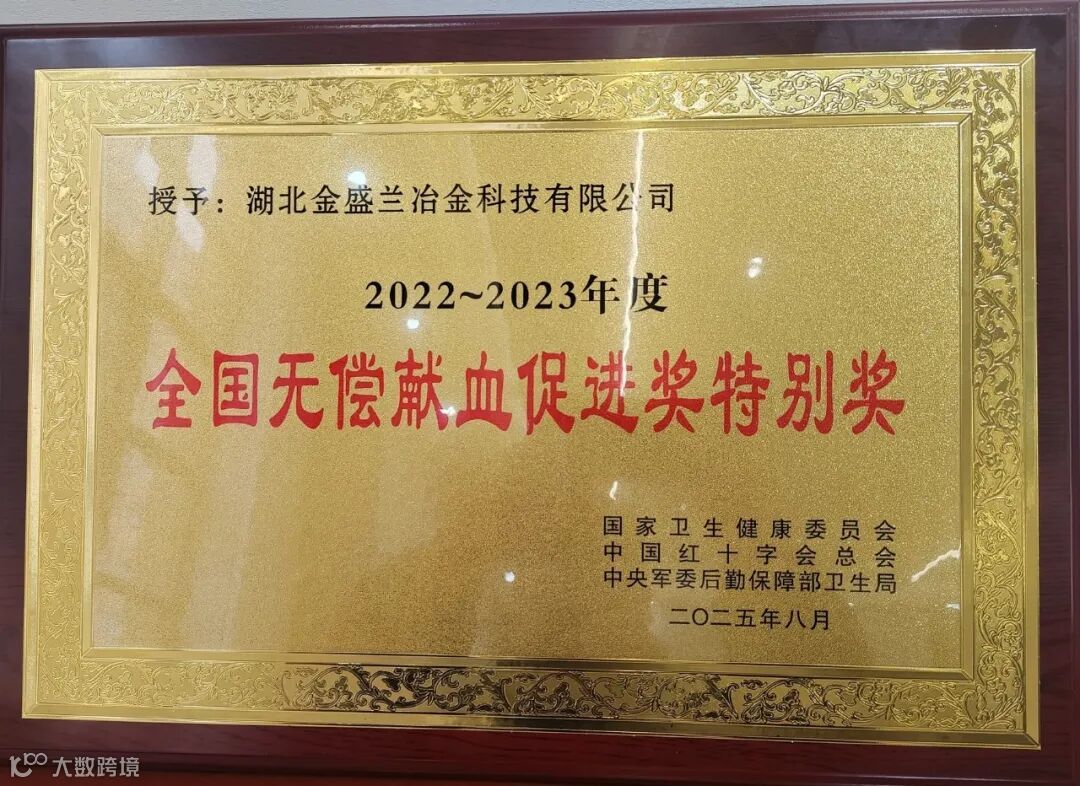 授予：湖北金盛兰冶金科技有限公司
2022~2023年度
全国无偿献血促进奖特别奖
国家卫生健康委员会
中国红十字会总会
中央军委后勤保障部卫生局
二〇二五年八月
大数跨境